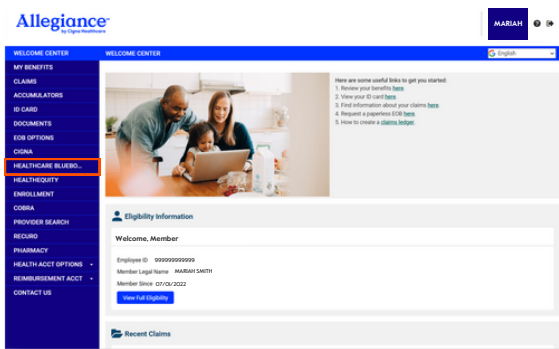 Allegiance
by Cigna Healthcare
MARIAH
WELCOME CENTER
WELCOME CENTER
English
MY BENEFITS
CLAIMS
ACCUMULATORS
ID CARD
DOCUMENTS
EOB OPTIONS
CIGNA
HEALTHCARE BLUEBO...
HEALTHEQUITY
ENROLLMENT
COBRA
PROVIDER SEARCH
RECURO
PHARMACY
HEALTH ACCT OPTIONS
REIMBURSEMENT ACCT
CONTACT US
Here are some useful links to get you started:
1. Review your benefits here.
2. View your ID card here.
3. Find information about your claims here.
4. Request a paperless EOB here.
5. How to create a claims ledger.
Eligibility Information
Welcome, Member
Employee ID 999999999999
Member Legal Name MARIAH SMITH
Member Since 07/01/2022
View Full Eligibility
Recent Claims